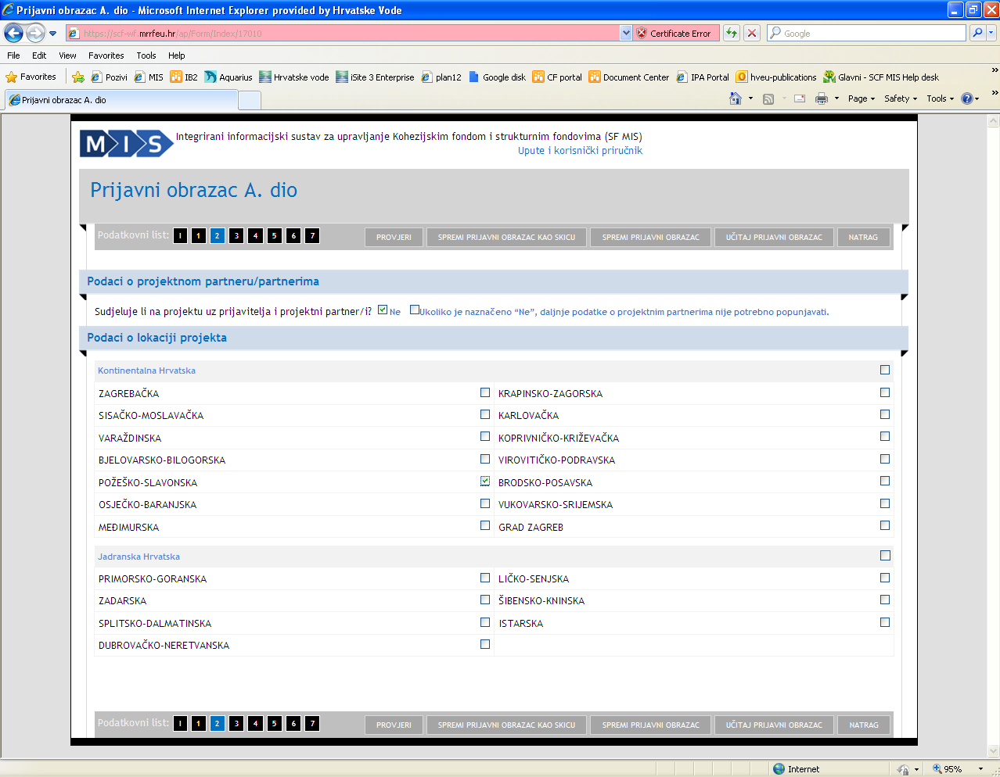 Prijavni obrazac A. dio - Microsoft Internet Explorer provided by Hrvatske Vode
https://scf-wf.mrrfeu.hr/ap/Form/Index/17010
Certificate Error
Google
File Edit View Favorites Tools Help
Favorites Pozivi MIS IB2 Aquarius Hrvatske vode iSite 3 Enterprise plan12 Google disk CF portal Document Center IPA Portal hveu-publications Glavni - SCF MIS Help desk
Prijavni obrazac A. dio
Page Safety Tools
MIS Integrirani informacijski sustav za upravljanje Kohezijskim fondom i strukturnim fondovima (SF MIS)
Upute i korisnički priručnik
Prijavni obrazac A. dio
Podatkovni list: I 1 2 3 4 5 6 7 PROVJERI SPREMI PRIJAVNI OBRAZAC KAO SKICU SPREMI PRIJAVNI OBRAZAC UČITAJ PRIJAVNI OBRAZAC NATRAG
Podaci o projektnom partneru/partnerima
Sudjeluje li na projektu uz prijavitelja i projektni partner/i? Ne Ukoliko je naznačeno “Ne”, daljnje podatke o projektnim partnerima nije potrebno popunjavati.
Podaci o lokaciji projekta
Kontinentalna Hrvatska
ZAGREBAČKA KRAPINSKO-ZAGORSKA
SISAČKO-MOSLAVAČKA KARLOVAČKA
VARAŽDINSKA KOPRIVNIČKO-KRIŽEVAČKA
BJELOVARSKO-BILOGORSKA VIROVITIČKO-PODRAVSKA
POŽEŠKO-SLAVONSKA BRODSKO-POSAVSKA
OSJEČKO-BARANJSKA VUKOVARSKO-SRIJEMSKA
MEĐIMURSKA GRAD ZAGREB
Jadranska Hrvatska
PRIMORSKO-GORANSKA LIČKO-SENJSKA
ZADARSKA ŠIBENSKO-KNINSKA
SPLITSKO-DALMATINSKA ISTARSKA
DUBROVAČKO-NERETVANSKA
Podatkovni list: I 1 2 3 4 5 6 7 PROVJERI SPREMI PRIJAVNI OBRAZAC KAO SKICU SPREMI PRIJAVNI OBRAZAC UČITAJ PRIJAVNI OBRAZAC NATRAG
Internet 95%